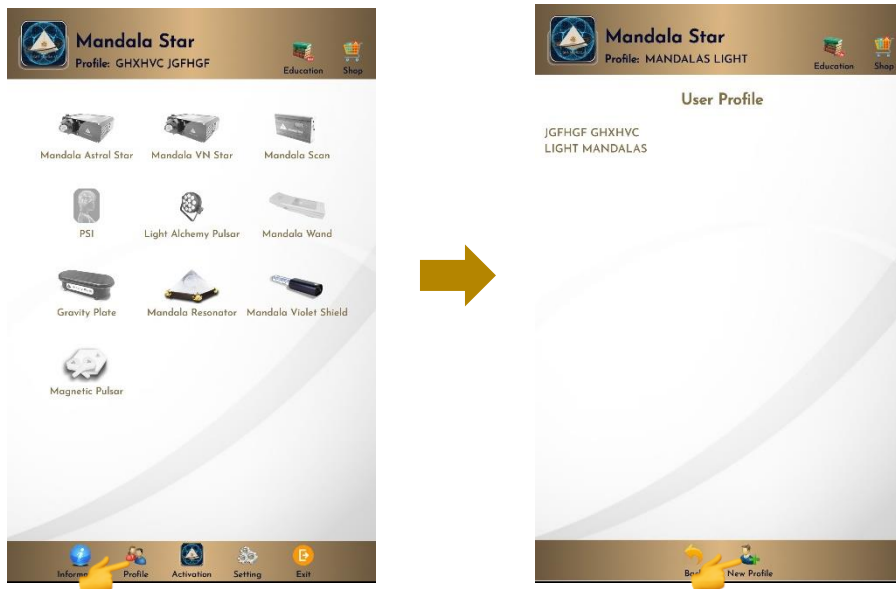 Mandala Star
Profile: GHXHVC JGFHGF
Education Shop
Mandala Astral Star Mandala VN Star Mandala Scan
PSI Light Alchemy Pulsar Mandala Wand
Gravity Plate Mandala Resonator Mandala Violet Shield
Magnetic Pulsar
Profile Activation Setting Exit
Mandala Star
Profile: MANDALAS LIGHT
Education Shop
User Profile
JGFHGF GHXHVC
LIGHT MANDALAS
New Profile